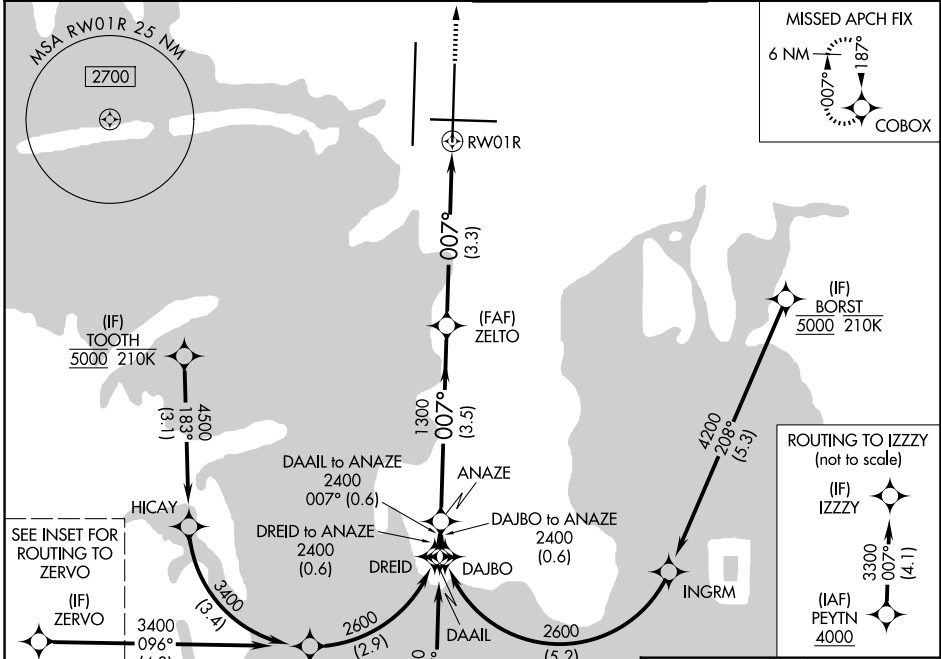 MSA RW01R 25 NM
2700
MISSED APCH FIX
6 NM
007°
187°
COBOX
RW01R
007°
(3.3)
(FAF)
ZELTO
(IF)
BORST
5000 210K
(IF)
TOOTH
5000 210K
4500
183°
(3.1)
1300
007°
(3.5)
4200
208°
(5.3)
ROUTING TO IZZZY
(not to scale)
(IF)
IZZZY
3300
007°
(4.1)
(IAF)
PEYTN
4000
DAAIL to ANAZE
2400
007° (0.6)
ANAZE
HICAY
DREID to ANAZE
2400
(0.6)
DAJBO to ANAZE
2400
(0.6)
DREID
DAJBO
DAAIL
INGRM
SEE INSET FOR
ROUTING TO
ZERVO
(IF)
ZERVO
3400
096°
3400
(3.4)
2600
(2.9)
2600
(5.2)